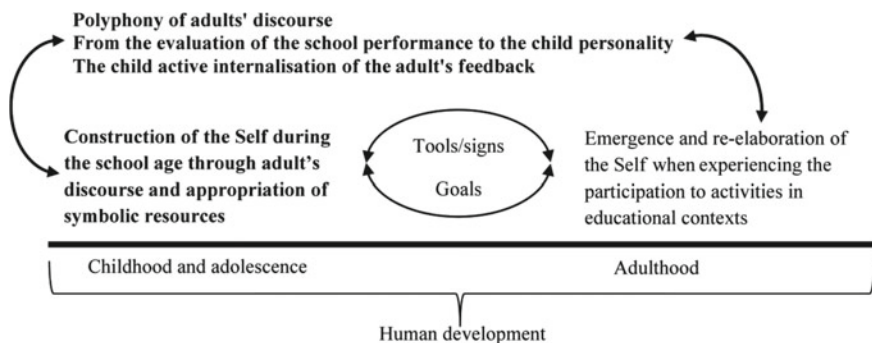 Polyphony of adults' discourse
From the evaluation of the school performance to the child personality
The child active internalisation of the adult's feedback
Construction of the Self during
the school age through adult's
discourse and appropriation of
symbolic resources
Tools/signs
Goals
Emergence and re-elaboration of
the Self when experiencing the
participation to activities in
educational contexts
Childhood and adolescence
Adulthood
Human development